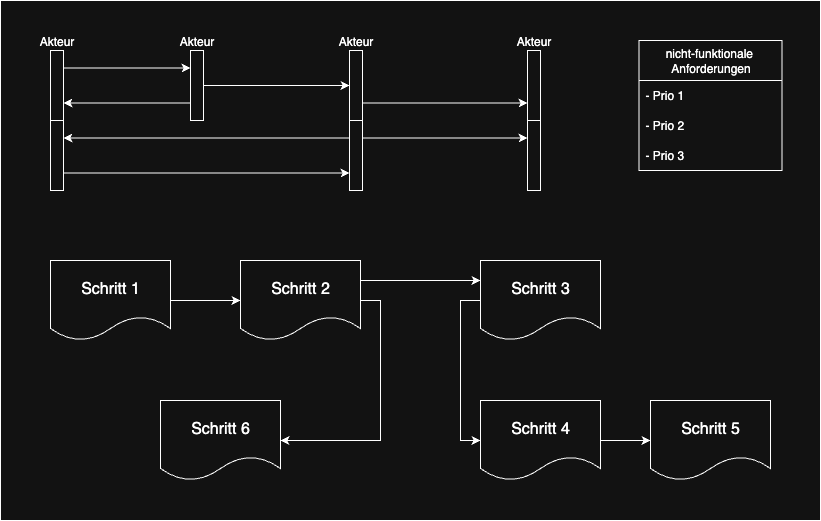 Akteur
Akteur
Akteur
Akteur
nicht-funktionale
Anforderungen
- Prio 1
- Prio 2
- Prio 3
Schritt 1
Schritt 2
Schritt 3
Schritt 6
Schritt 4
Schritt 5